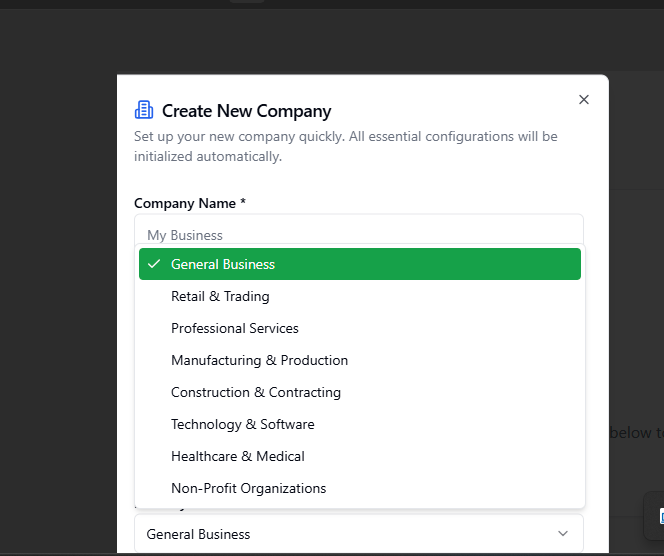 Create New Company
Set up your new company quickly. All essential configurations will be
initialized automatically.
Company Name *
My Business
General Business
Retail & Trading
Professional Services
Manufacturing & Production
Construction & Contracting
Technology & Software
Healthcare & Medical
below to
Non-Profit Organizations
General Business